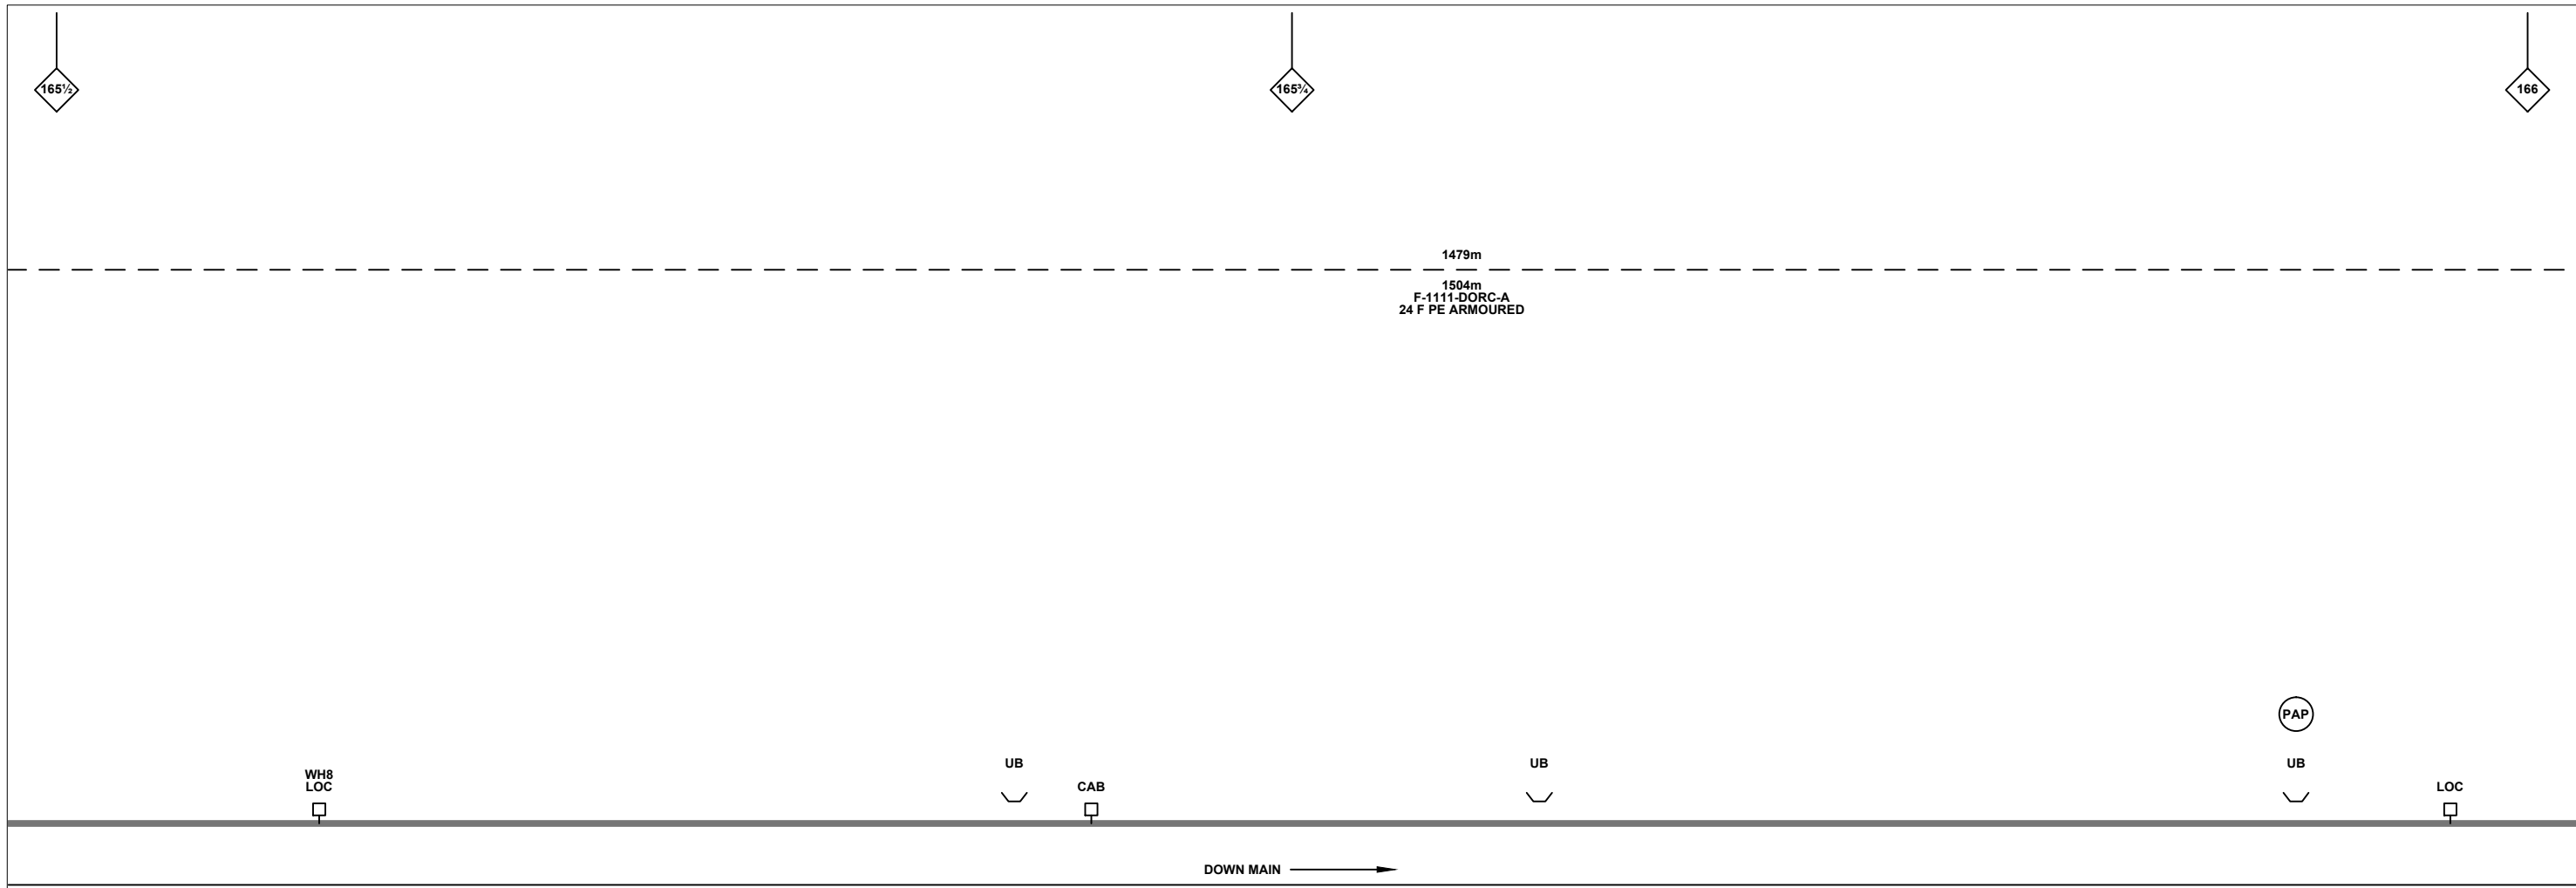 165½
165¾
166
1479m
1504m
F-1111-DORC-A
24 F PE ARMOURED
PAP
UB
UB
UB
WH8
LOC
CAB
LOC
DOWN MAIN